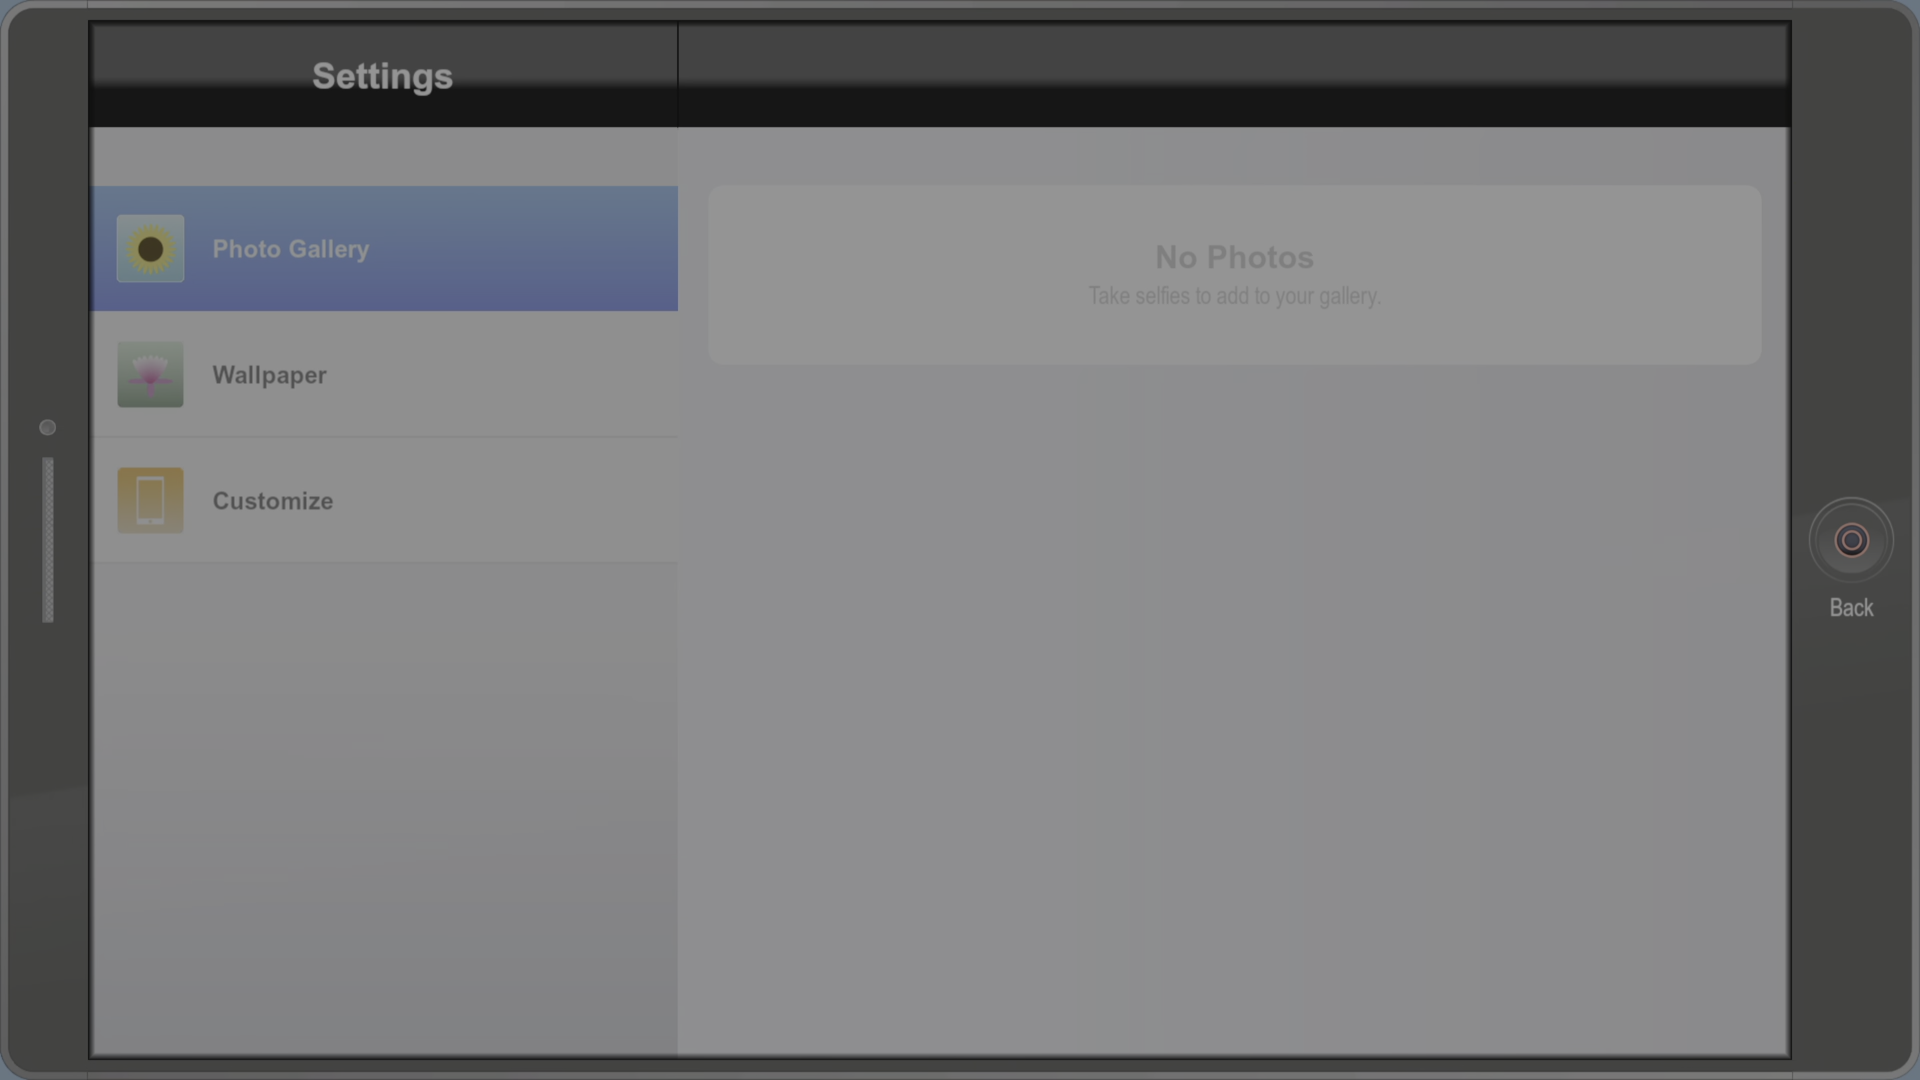 Settings
Photo Gallery
Wallpaper
Customize
No Photos
Take selfies to add to your gallery.
Back